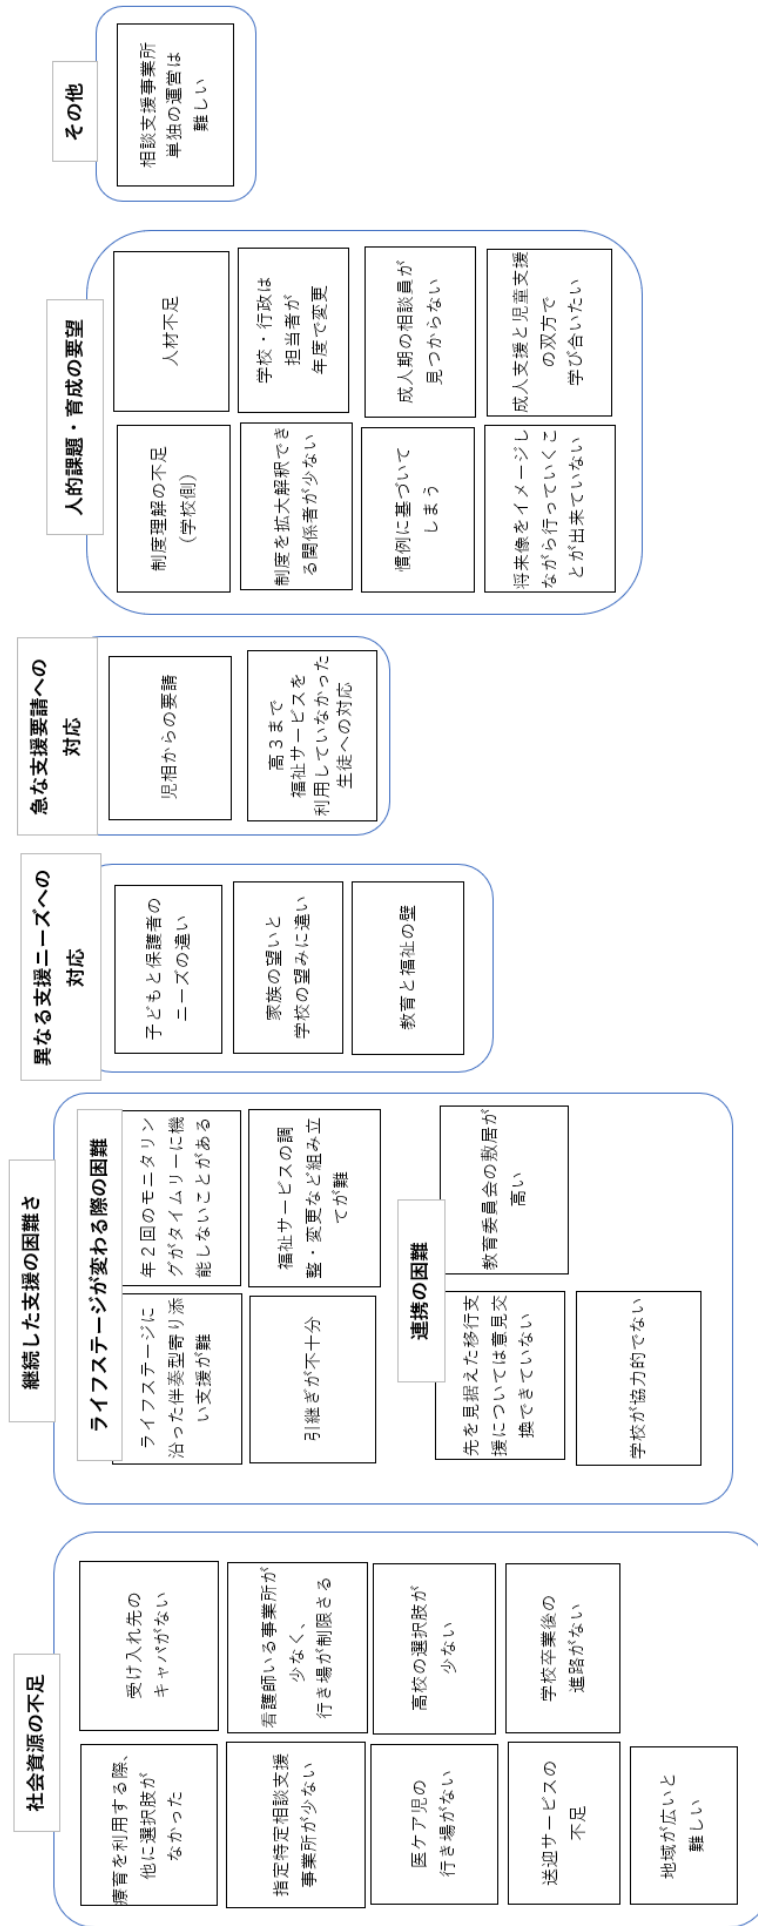 社会資源の不足
療育を利用する際、
他に選択肢が
なかった
受け入れ先の
キャパがない
指定特定相談支援
事業所が少ない
看護師いる事業所が
少なく、
行き場が制限さる
医ケア児の
行き場がない
高校の選択肢が
少ない
送迎サービスの
不足
学校卒業後の
進路がない
地域が広いと
難しい
継続した支援の困難さ
ライフステージが変わる際の困難
ライフステージに
沿った伴奏型寄り添
い支援が難
年２回のモニタリン
グがタイムリーに機
能しないことがある
引継ぎが不十分
福祉サービスの調
整・変更など組み立
てが難
連携の困難
先を見据えた移行支
援については意見交
換できていない
教育委員会の敷居が
高い
学校が協力的でない
異なる支援ニーズへの
対応
子どもと保護者の
ニーズの違い
家族の望いと
学校の望みに違い
教育と福祉の壁
急な支援要請への
対応
児相からの要請
高３まで
福祉サービスを
利用していなかった
生徒への対応
人的課題・育成の要望
制度理解の不足
（学校側）
人材不足
制度を拡大解釈でき
る関係者が少ない
学校・行政は
担当者が
年度で変更
慣例に基づいて
しまう
成人期の相談員が
見つからない
将来像をイメージし
ながら行っていくこ
とが出来ていない
成人支援と児童支援
の双方で
学び合いたい
その他
相談支援事業所
単独の運営は
難しい